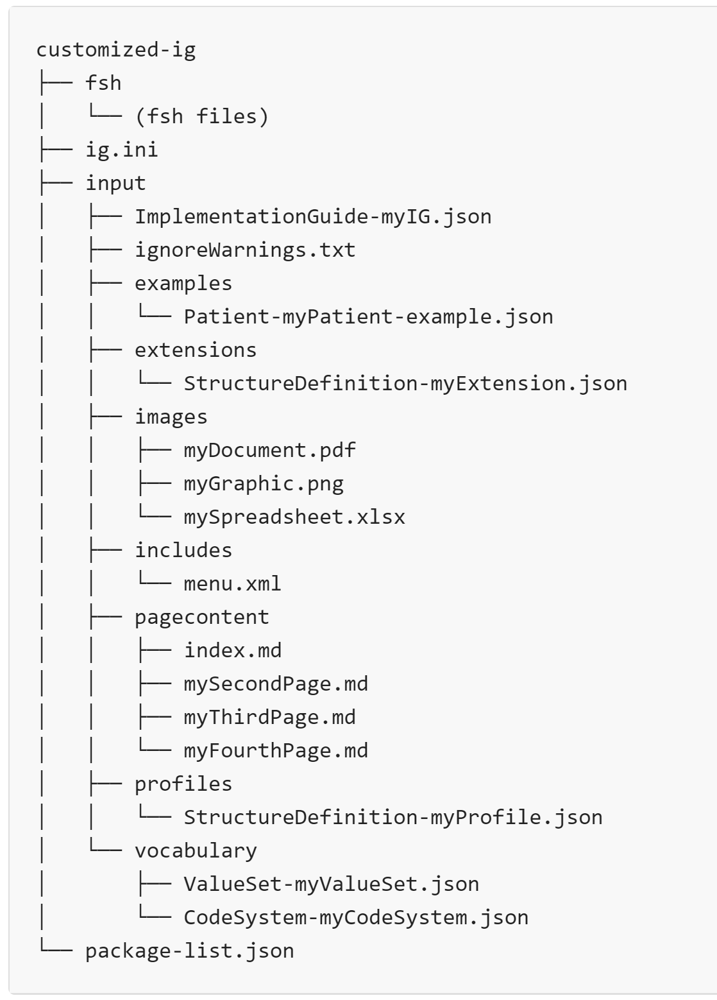 customized-ig
├── fsh
│   └── (fsh files)
├── ig.ini
├── input
│   ├── ImplementationGuide-myIG.json
│   ├── ignoreWarnings.txt
│   ├── examples
│   │   └── Patient-myPatient-example.json
│   ├── extensions
│   │   └── StructureDefinition-myExtension.json
│   ├── images
│   │   ├── myDocument.pdf
│   │   ├── myGraphic.png
│   │   └── mySpreadsheet.xlsx
│   ├── includes
│   │   └── menu.xml
│   ├── pagecontent
│   │   ├── index.md
│   │   ├── mySecondPage.md
│   │   ├── myThirdPage.md
│   │   └── myFourthPage.md
│   ├── profiles
│   │   └── StructureDefinition-myProfile.json
│   └── vocabulary
│       ├── ValueSet-myValueSet.json
│       └── CodeSystem-myCodeSystem.json
└── package-list.json